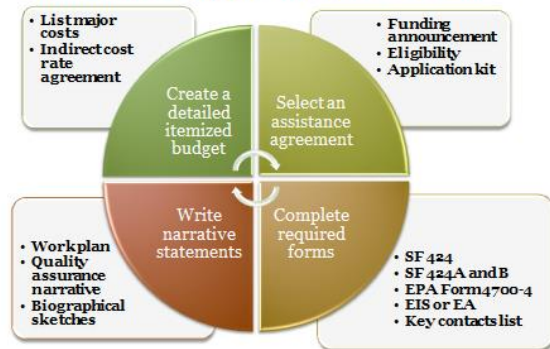 • List major
costs
• Indirect cost
rate
agreement
• Funding
announcement
• Eligibility
• Application kit
Create a
detailed
itemized
budget
Select an
assistance
agreement
Write
narrative
statements
Complete
required
forms
• Workplan
• Quality
assurance
narrative
• Biographical
sketches
• SF 424
• SF 424A and B
• EPA Form 4700-4
• EIS or EA
• Key contacts list